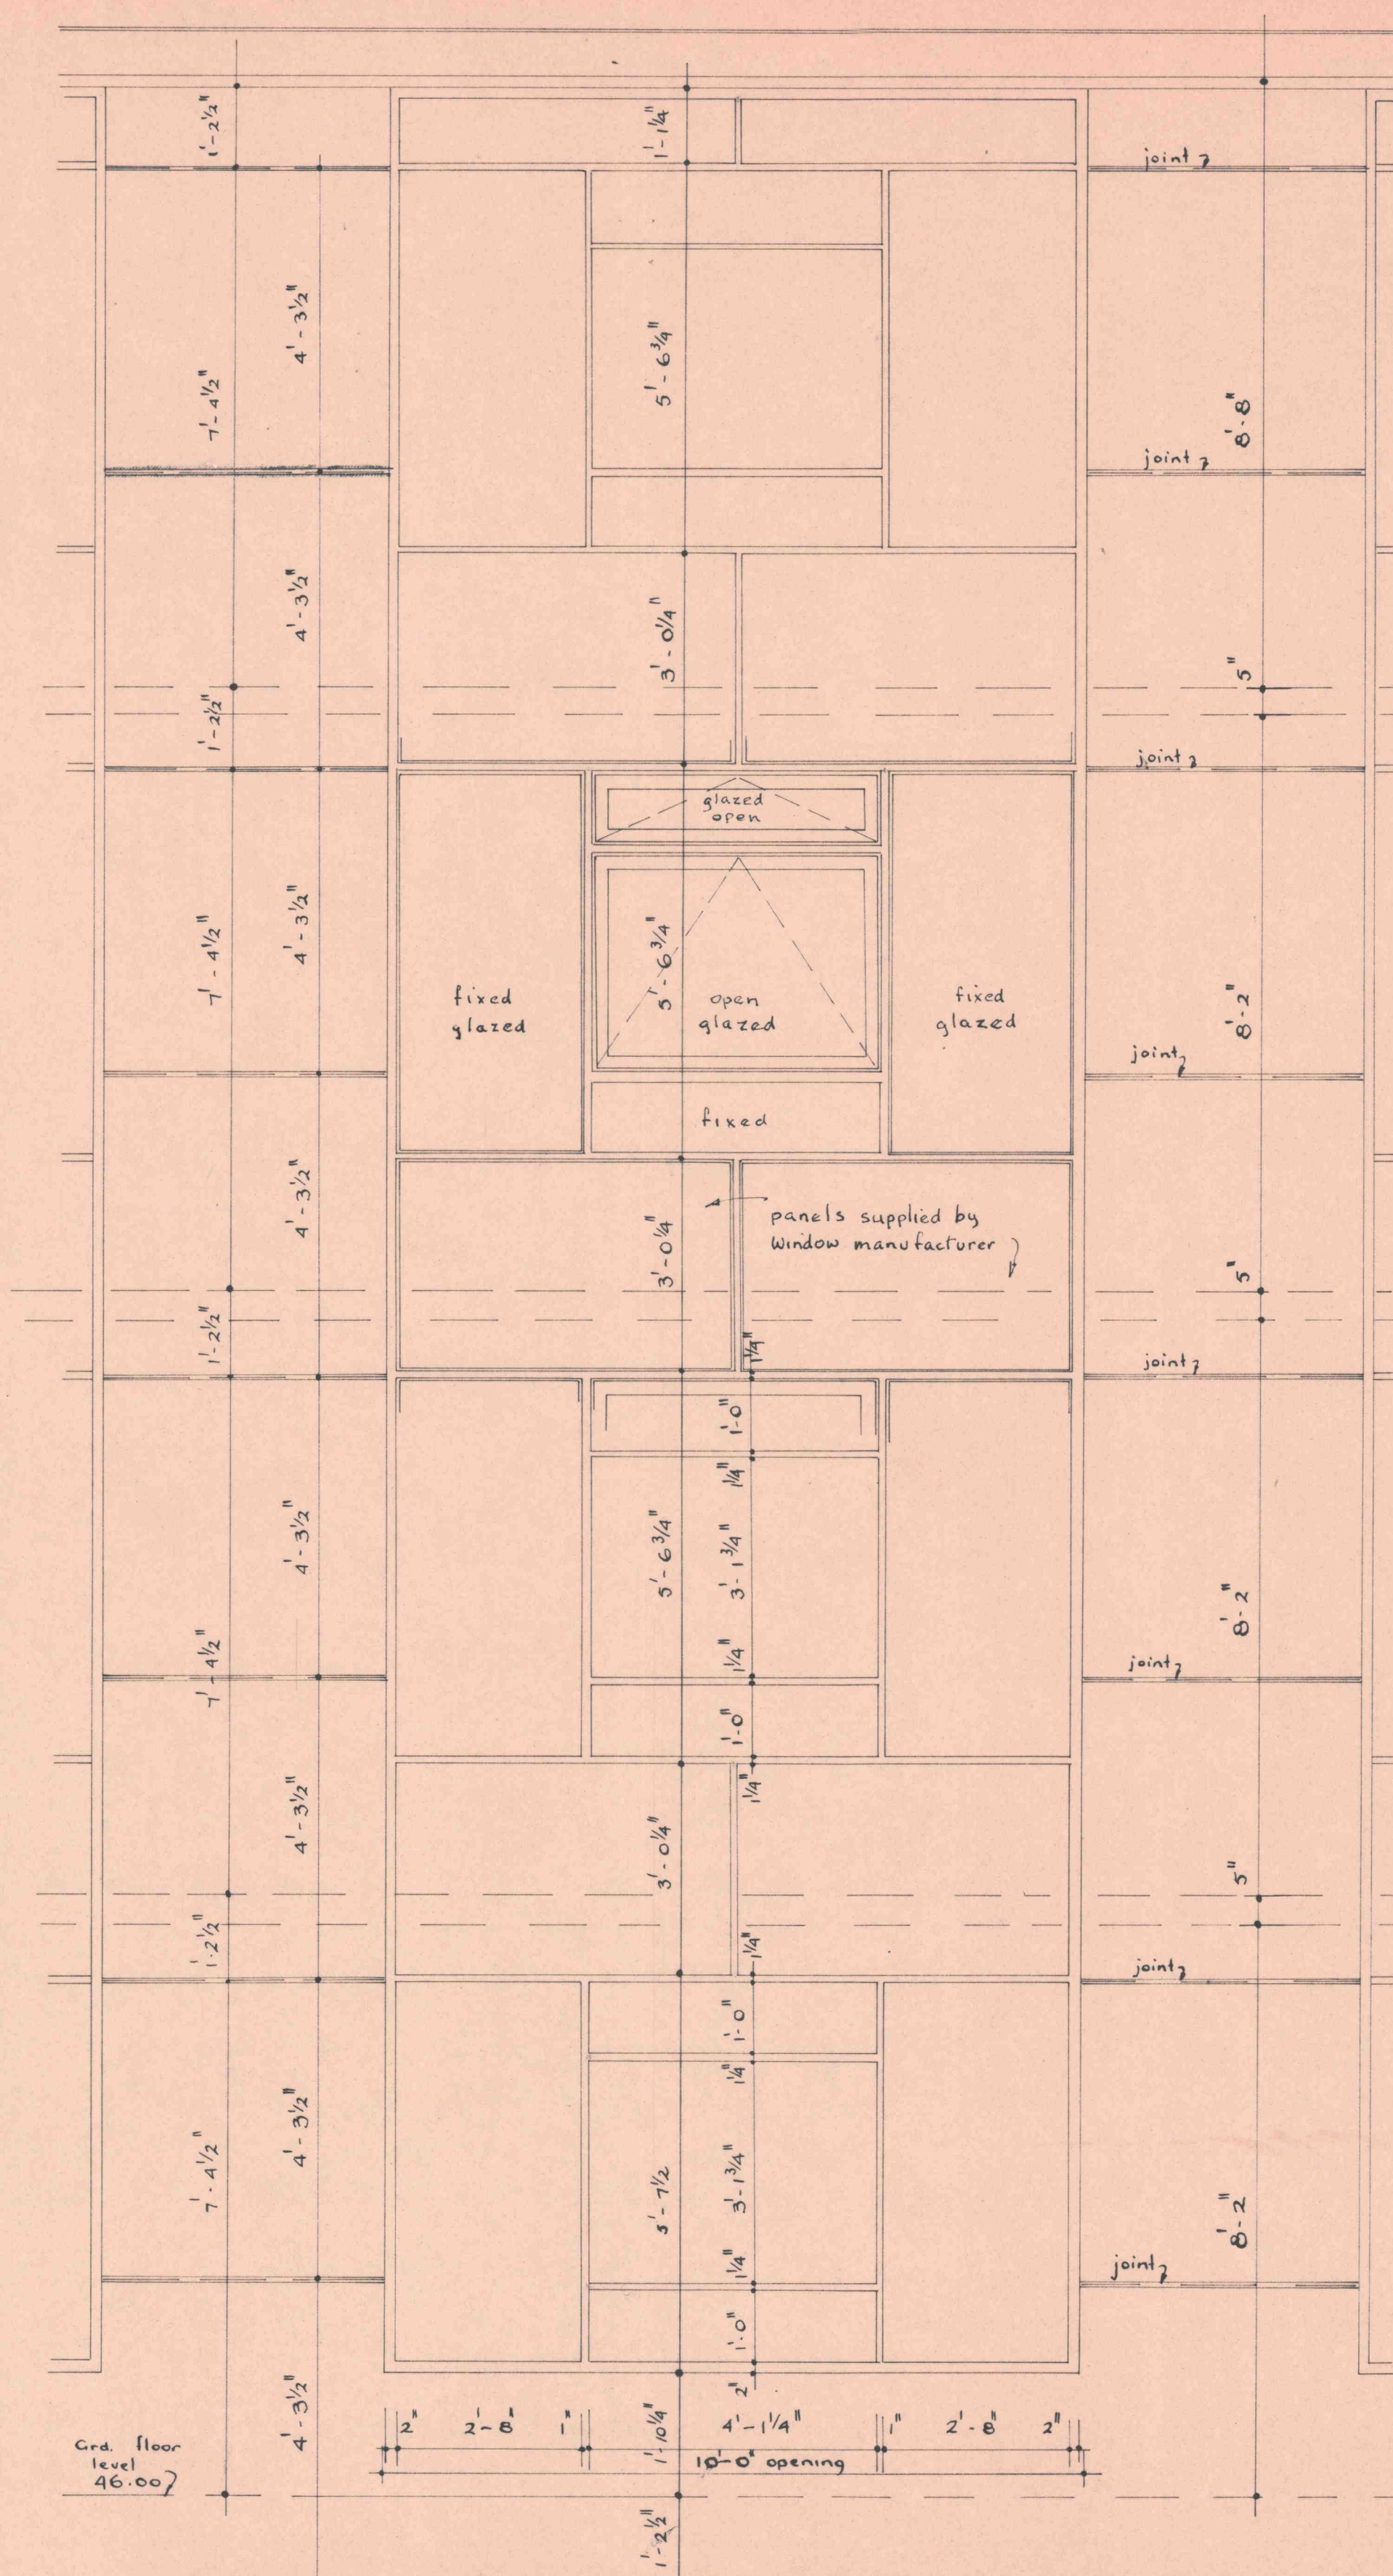 1'-2½"
1'-1¼"
joint
4'-3½"
5'-6¾"
7'-4½"
8'-8"
joint
4'-3½"
3'-0¼"
5"
1'-2½"
joint
glazed
open
4'-3½"
7'-4½"
5'-6¾"
8'-2"
fixed
glazed
open
glazed
fixed
glazed
joint
fixed
4'-3½"
3'-0¼"
panels supplied by
window manufacturer
5"
1'-2½"
1¼"
joint
1'-0"
1¼"
4'-3½"
5'-6¾"
3'-1¾"
8'-2"
7'-4½"
1¼"
joint
1'-0"
1¼"
4'-3½"
3'-0¼"
5"
1'-2½"
1¼"
joint
1'-0"
1¼"
4'-3½"
7'-4½"
5'-7½
3'-1¾"
8'-2"
1¼"
joint
1'-0"
2"
4'-3½"
1'-10¼"
2" 2'-8" 1" 4'-1¼" 1" 2'-8" 2"
10'-0" opening
Grd. floor
level
46.00
1'-2½"